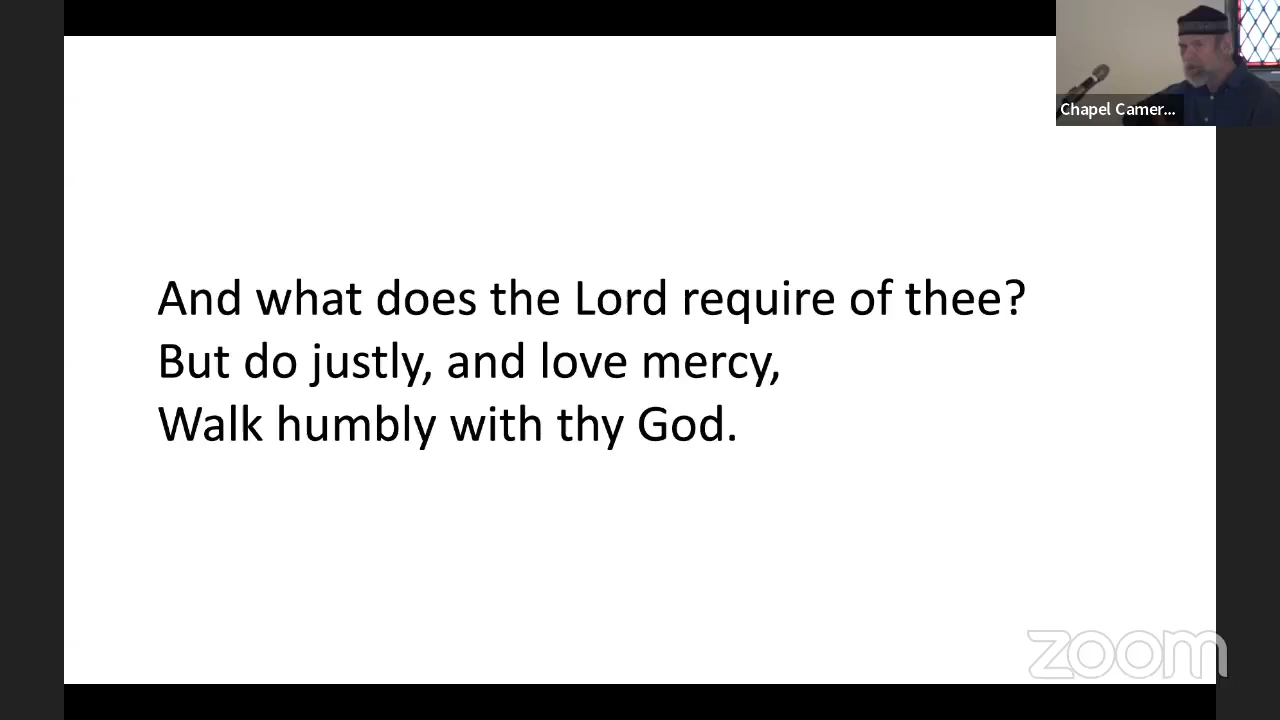 Chapel Camer...
And what does the Lord require of thee?
But do justly, and love mercy,
Walk humbly with thy God.
zoom